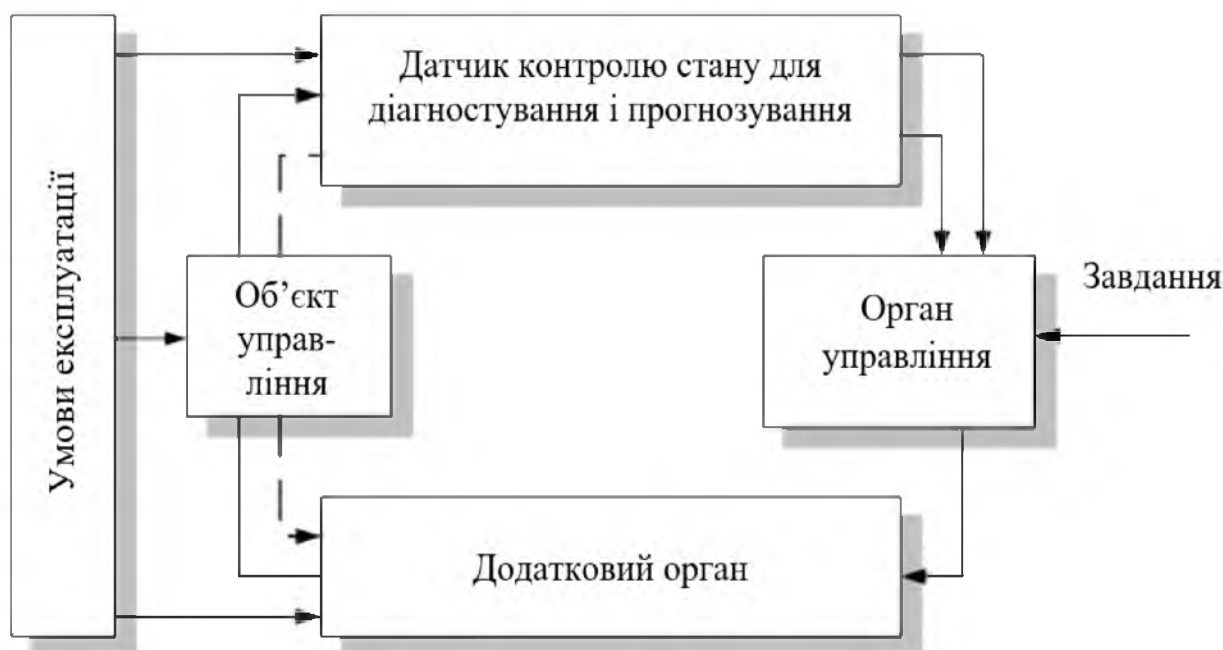 Умови експлуатації
Датчик контролю стану для
діагностування і прогнозування
Об’єкт
управ-
ління
Орган
управління
Завдання
Додатковий орган